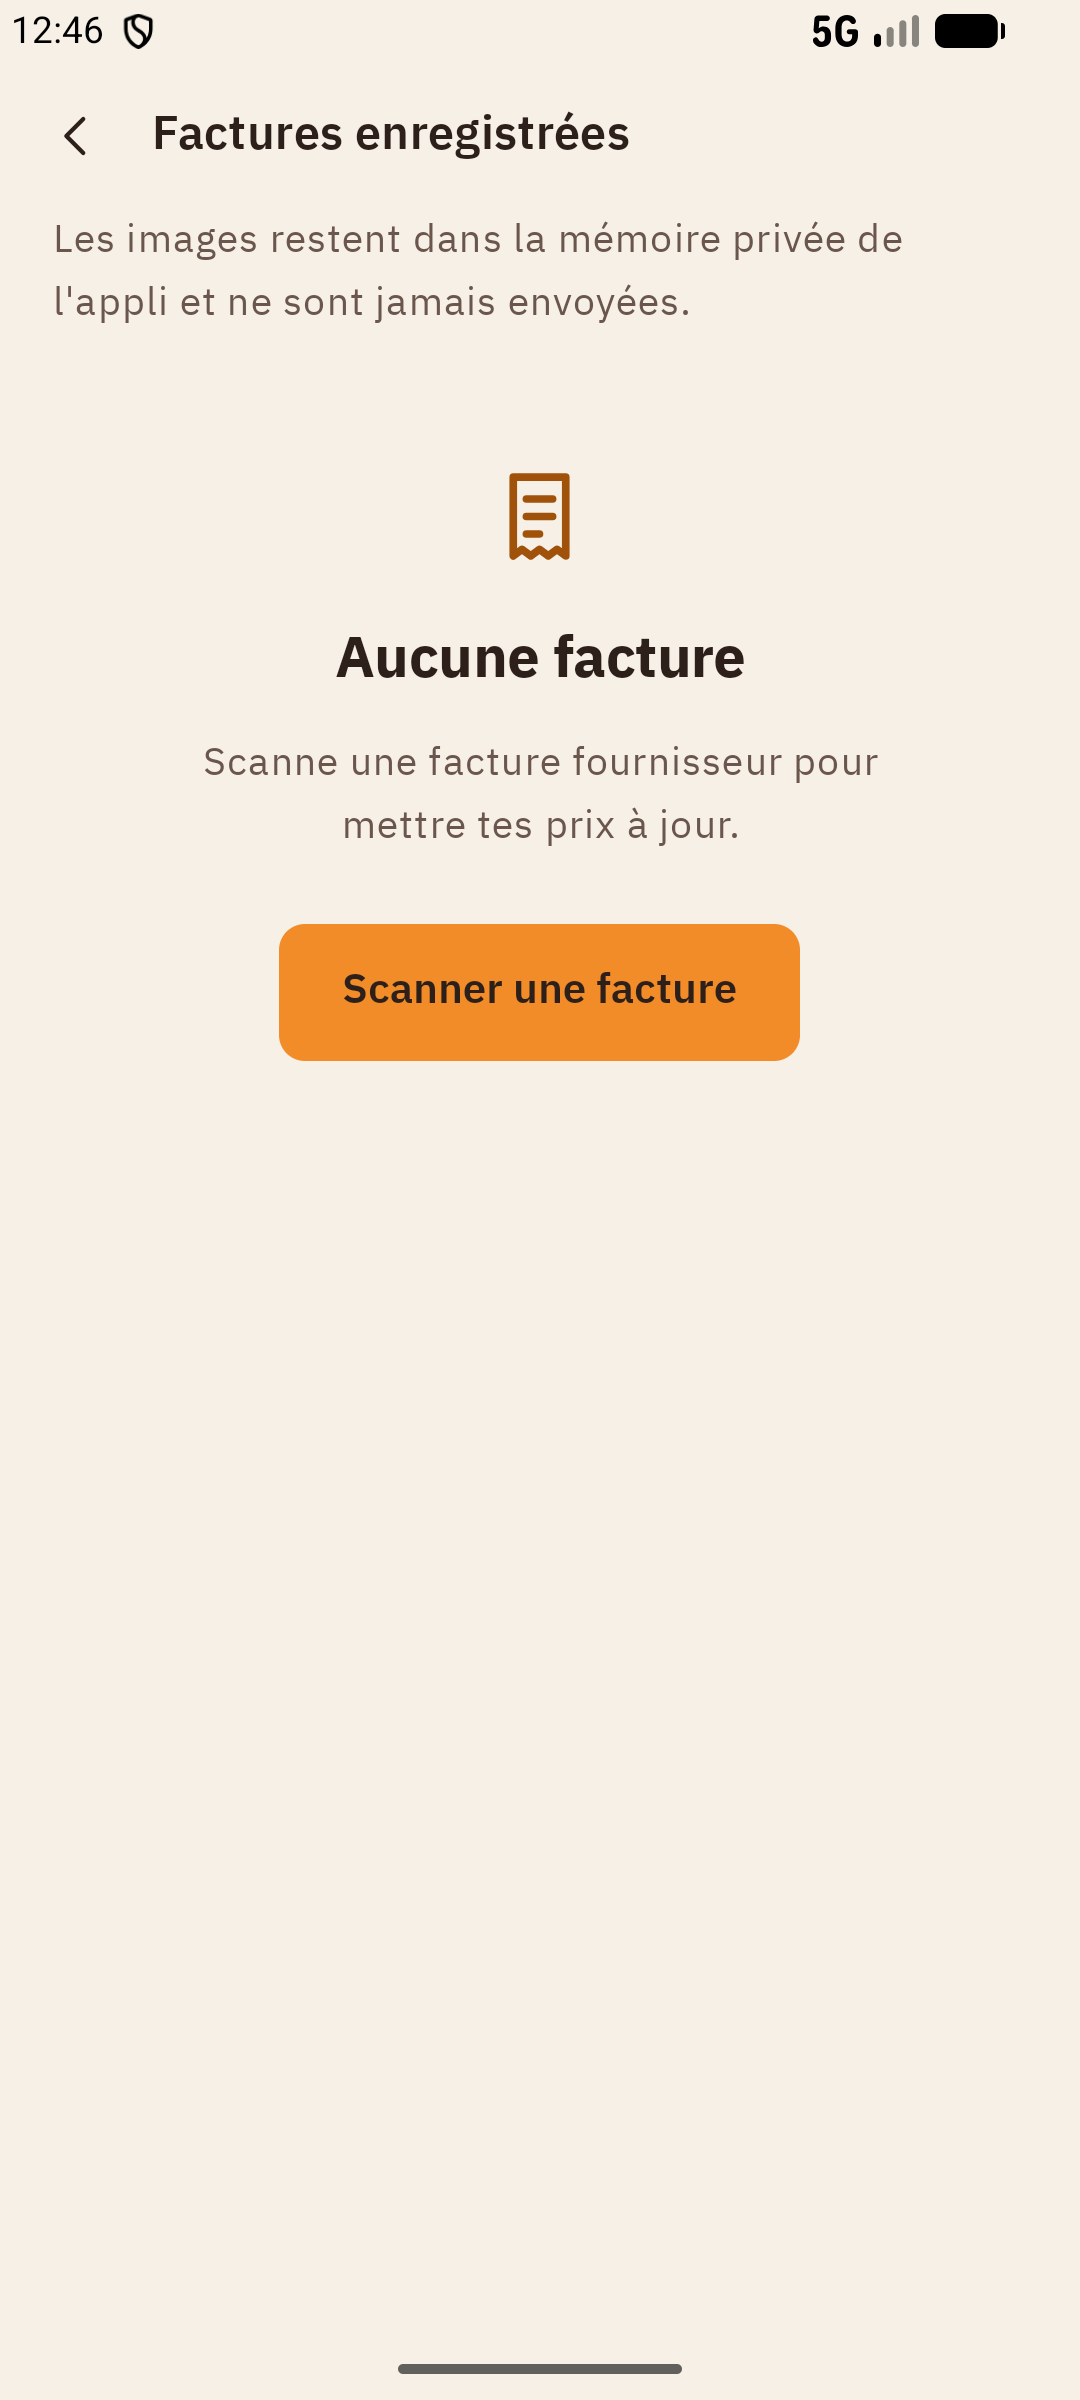 12:46
5G
Factures enregistrées
Les images restent dans la mémoire privée de
l'appli et ne sont jamais envoyées.
Aucune facture
Scanne une facture fournisseur pour
mettre tes prix à jour.
Scanner une facture